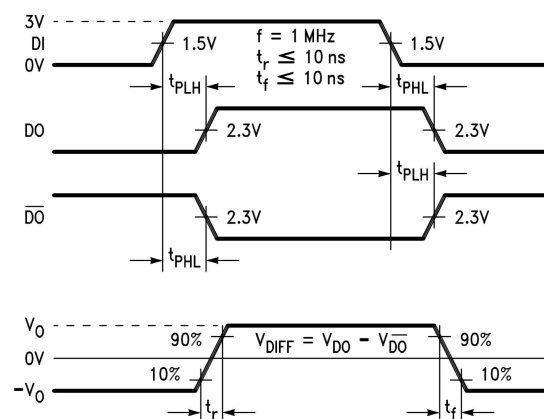 3V
DI
0V
1.5V
f = 1 MHz
t_r ≤ 10 ns
t_f ≤ 10 ns
1.5V
t_PLH
t_PHL
DO
2.3V
2.3V
t_PLH
D̅O̅
2.3V
2.3V
t_PHL
V_O
90%
V_DIFF = V_DO − V_D̅O̅
90%
0V
10%
10%
−V_O
t_r
t_f